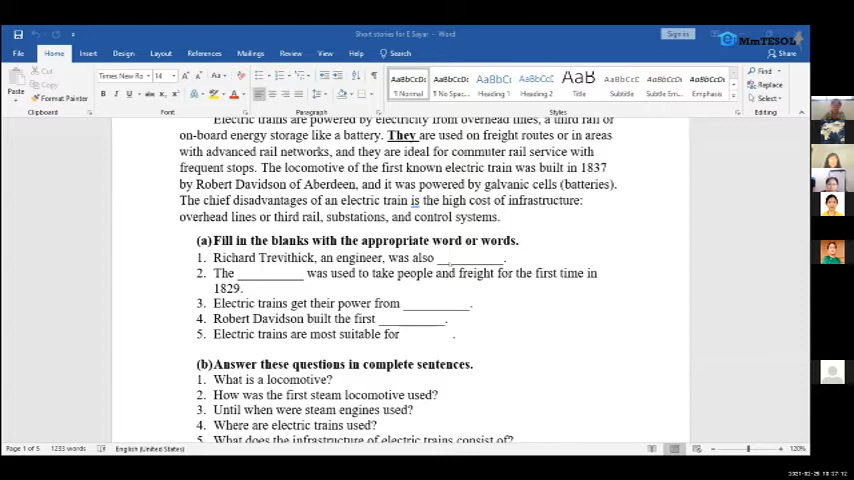 Short stories for E Sayar - Word
Sign in
MmTESOL
File Home Insert Design Layout References Mailings Review View Help Search Share
Cut
Copy
Format Painter
Paste
Times New Ro 14
AaBbCcDc AaBbCcDc AaBbC AaBbCc AaB AaBbCcD AaBbCcDt AaBbCcDt
¶ Normal ¶ No Spac... Heading 1 Heading 2 Title Subtitle Subtle Em... Emphasis
Find
Replace
Select
Clipboard Font Paragraph Styles Editing
Electric trains are powered by electricity from overhead lines, a third rail or
on-board energy storage like a battery. They are used on freight routes or in areas
with advanced rail networks, and they are ideal for commuter rail service with
frequent stops. The locomotive of the first known electric train was built in 1837
by Robert Davidson of Aberdeen, and it was powered by galvanic cells (batteries).
The chief disadvantages of an electric train is the high cost of infrastructure:
overhead lines or third rail, substations, and control systems.
(a) Fill in the blanks with the appropriate word or words.
1. Richard Trevithick, an engineer, was also __________.
2. The __________ was used to take people and freight for the first time in
1829.
3. Electric trains get their power from __________.
4. Robert Davidson built the first __________.
5. Electric trains are most suitable for .
(b) Answer these questions in complete sentences.
1. What is a locomotive?
2. How was the first steam locomotive used?
3. Until when were steam engines used?
4. Where are electric trains used?
5. What does the infrastructure of electric trains consist of?
Page 1 of 5 1233 words English (United States) 120%